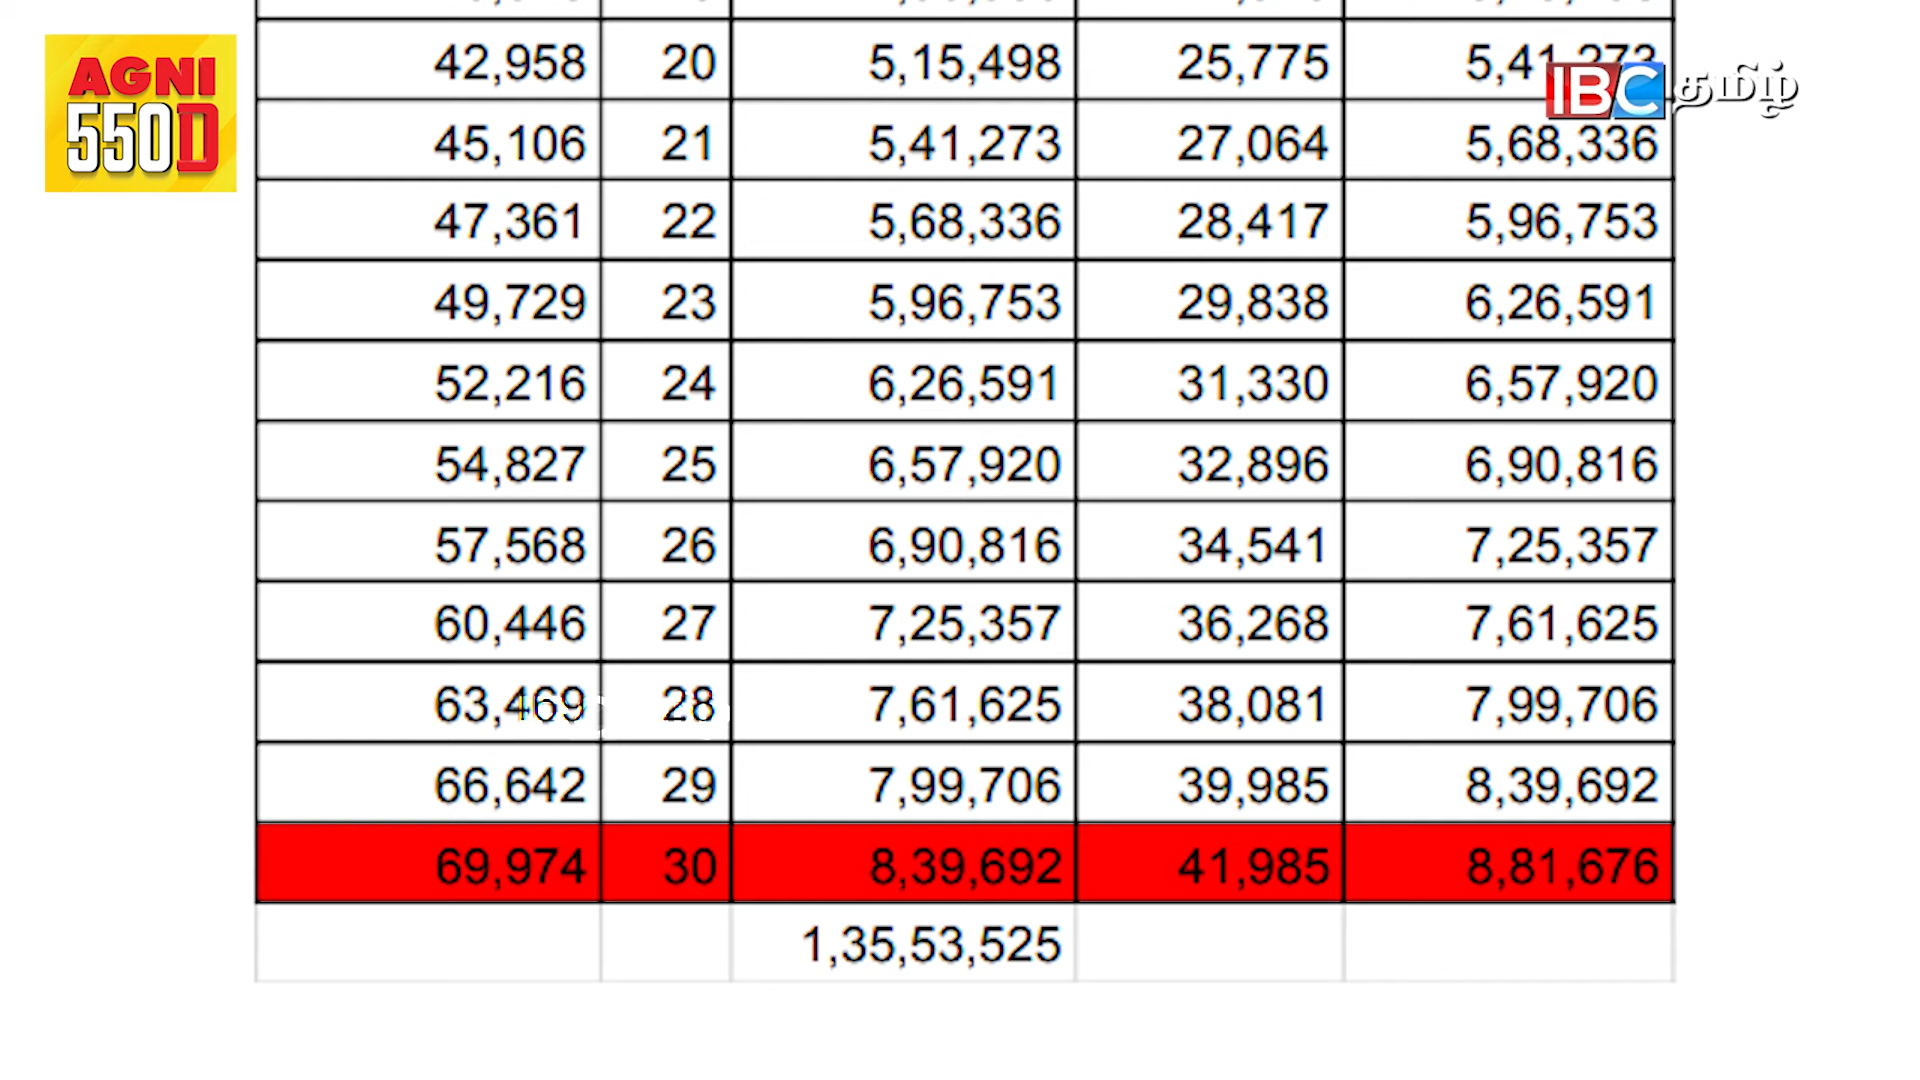 AGNI
550D
IBC தமிழ்
42,958 20 5,15,498 25,775 5,41,273
45,106 21 5,41,273 27,064 5,68,336
47,361 22 5,68,336 28,417 5,96,753
49,729 23 5,96,753 29,838 6,26,591
52,216 24 6,26,591 31,330 6,57,920
54,827 25 6,57,920 32,896 6,90,816
57,568 26 6,90,816 34,541 7,25,357
60,446 27 7,25,357 36,268 7,61,625
63,469 28 7,61,625 38,081 7,99,706
66,642 29 7,99,706 39,985 8,39,692
69,974 30 8,39,692 41,985 8,81,676
1,35,53,525